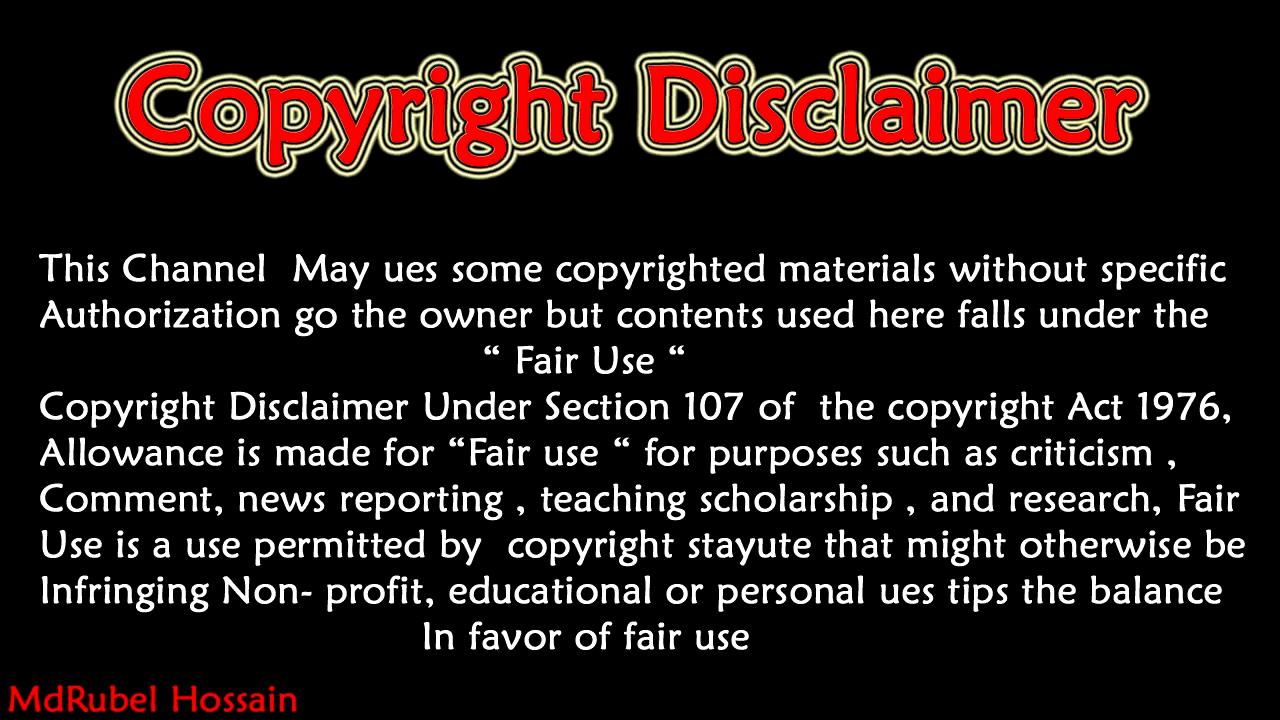 Copyright Disclaimer
This Channel May ues some copyrighted materials without specific
Authorization go the owner but contents used here falls under the
“ Fair Use “
Copyright Disclaimer Under Section 107 of the copyright Act 1976,
Allowance is made for “Fair use “ for purposes such as criticism ,
Comment, news reporting , teaching scholarship , and research, Fair
Use is a use permitted by copyright stayute that might otherwise be
Infringing Non- profit, educational or personal ues tips the balance
In favor of fair use
MdRubel Hossain